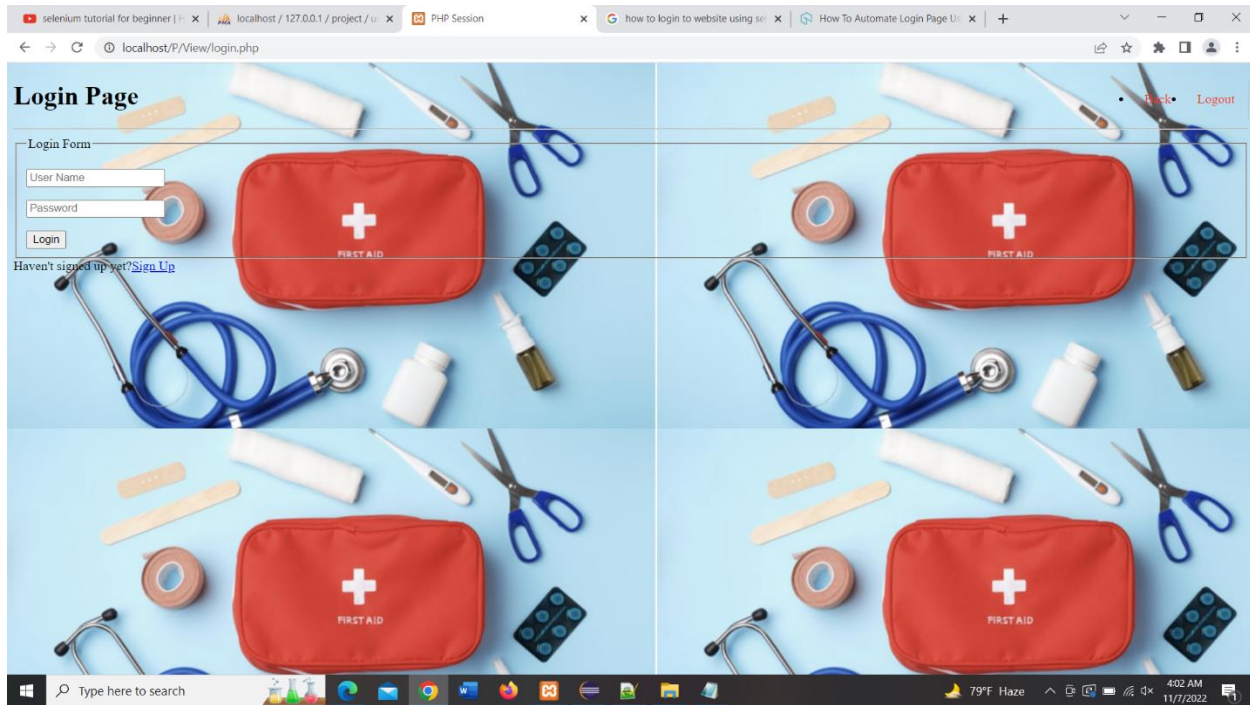 selenium tutorial for beginner | H
localhost / 127.0.0.1 / project / u
PHP Session
how to login to website using se
How To Automate Login Page Us
localhost/P/View/login.php
Login Page
• Back • Logout
Login Form
User Name
Password
Login
Haven't signed up yet?Sign Up
FIRST AID
FIRST AID
FIRST AID
FIRST AID
Type here to search
79°F Haze
4:02 AM
11/7/2022